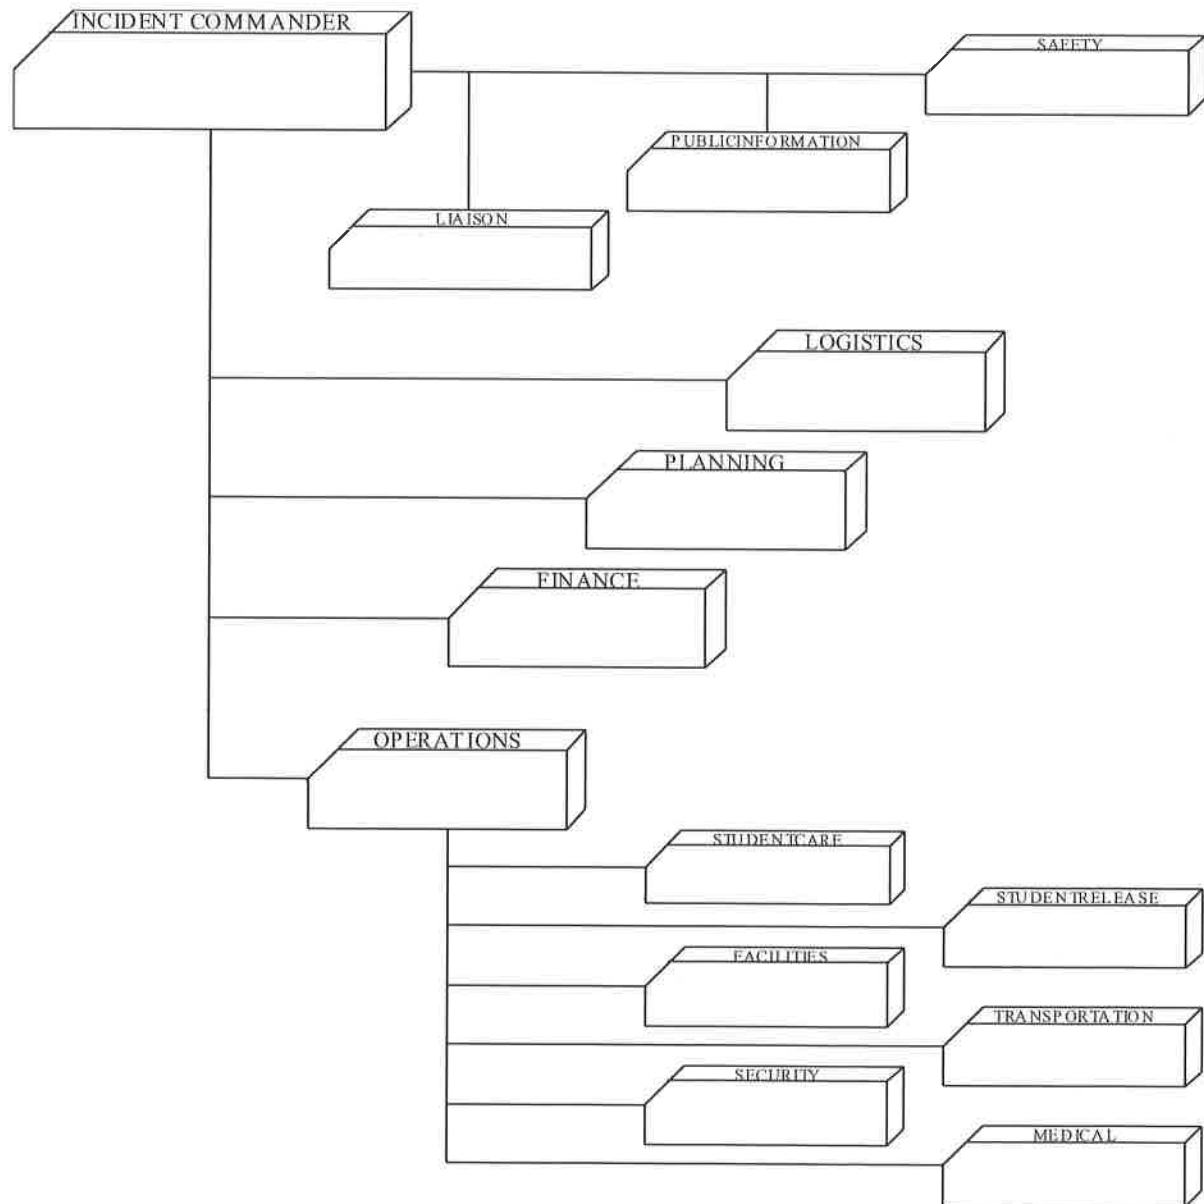 INCIDENT COMMANDER
SAFETY
PUBLICINFORMATION
LIAISON
LOGISTICS
PLANNING
FINANCE
OPERATIONS
STUDENTCARE
STUDENTRELEASE
FACILITIES
TRANSPORTATION
SECURITY
MEDICAL